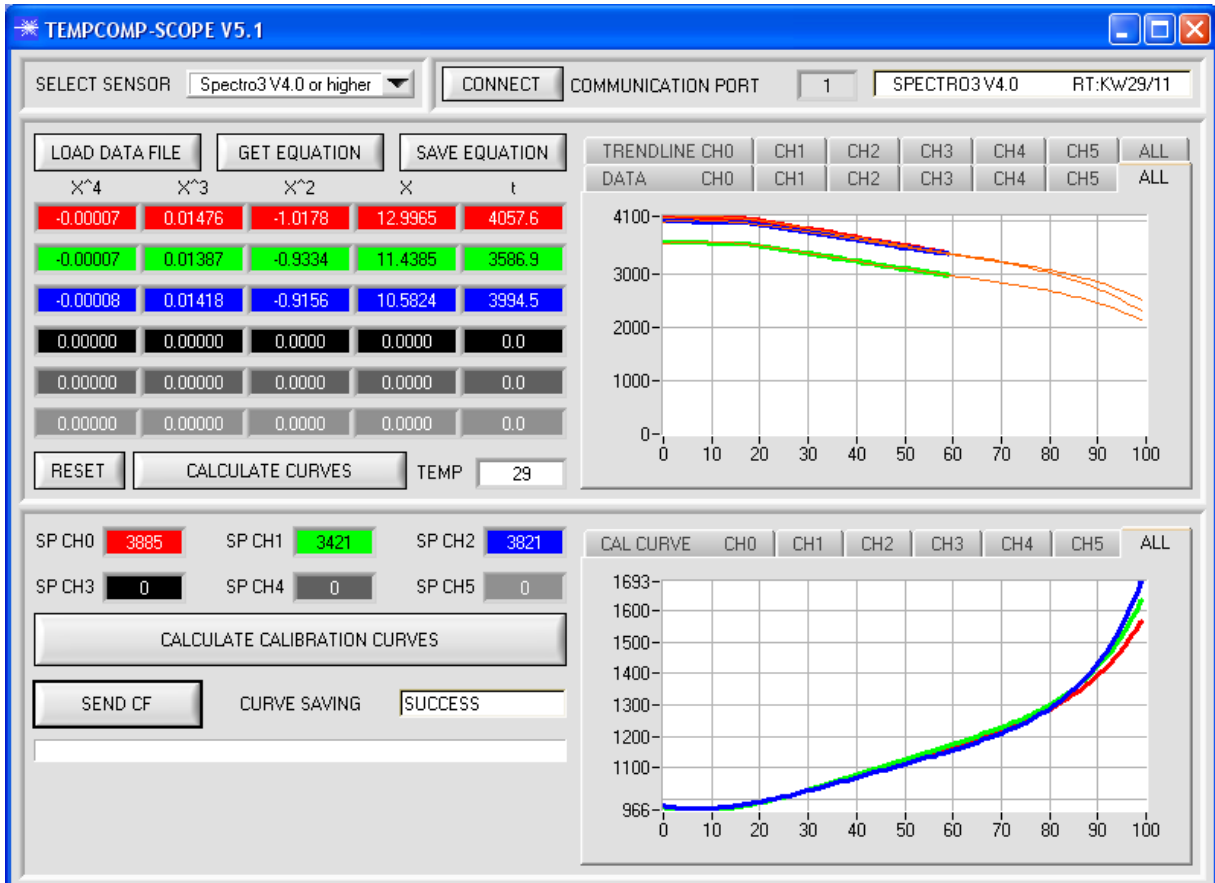 TEMPCOMP-SCOPE V5.1
SELECT SENSOR Spectro3 V4.0 or higher CONNECT COMMUNICATION PORT 1 SPECTRO3 V4.0 RT:KW29/11
LOAD DATA FILE GET EQUATION SAVE EQUATION
X^4 X^3 X^2 X t
-0.00007 0.01476 -1.0178 12.9965 4057.6
-0.00007 0.01387 -0.9334 11.4385 3586.9
-0.00008 0.01418 -0.9156 10.5824 3994.5
0.00000 0.00000 0.0000 0.0000 0.0
0.00000 0.00000 0.0000 0.0000 0.0
0.00000 0.00000 0.0000 0.0000 0.0
RESET CALCULATE CURVES TEMP 29
TRENDLINE CH0 CH1 CH2 CH3 CH4 CH5 ALL
DATA CH0 CH1 CH2 CH3 CH4 CH5 ALL
4100
3000
2000
1000
0
0 10 20 30 40 50 60 70 80 90 100
SP CH0 3885 SP CH1 3421 SP CH2 3821
SP CH3 0 SP CH4 0 SP CH5 0
CALCULATE CALIBRATION CURVES
SEND CF CURVE SAVING SUCCESS
CAL CURVE CH0 CH1 CH2 CH3 CH4 CH5 ALL
1693
1600
1500
1400
1300
1200
1100
966
0 10 20 30 40 50 60 70 80 90 100